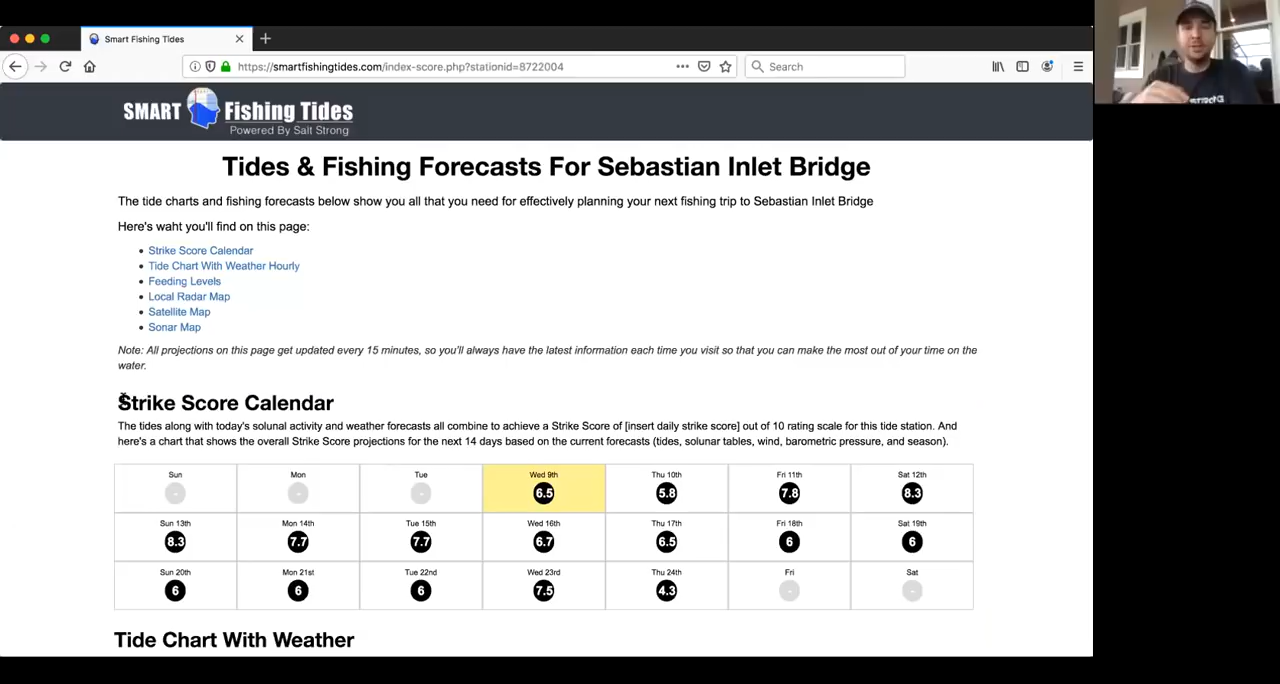 Smart Fishing Tides
https://smartfishingtides.com/index-score.php?stationid=8722004
Search
SMART Fishing Tides
Powered By Salt Strong
Tides & Fishing Forecasts For Sebastian Inlet Bridge
The tide charts and fishing forecasts below show you all that you need for effectively planning your next fishing trip to Sebastian Inlet Bridge
Here's waht you'll find on this page:
Strike Score Calendar
Tide Chart With Weather Hourly
Feeding Levels
Local Radar Map
Satellite Map
Sonar Map
Note: All projections on this page get updated every 15 minutes, so you'll always have the latest information each time you visit so that you can make the most out of your time on the
water.
Strike Score Calendar
The tides along with today's solunal activity and weather forecasts all combine to achieve a Strike Score of [insert daily strike score] out of 10 rating scale for this tide station. And
here's a chart that shows the overall Strike Score projections for the next 14 days based on the current forecasts (tides, solunar tables, wind, barometric pressure, and season).
Sun Mon Tue Wed 9th Thu 10th Fri 11th Sat 12th
- - - 6.5 5.8 7.8 8.3
Sun 13th Mon 14th Tue 15th Wed 16th Thu 17th Fri 18th Sat 19th
8.3 7.7 7.7 6.7 6.5 6 6
Sun 20th Mon 21st Tue 22nd Wed 23rd Thu 24th Fri Sat
6 6 6 7.5 4.3 - -
Tide Chart With Weather